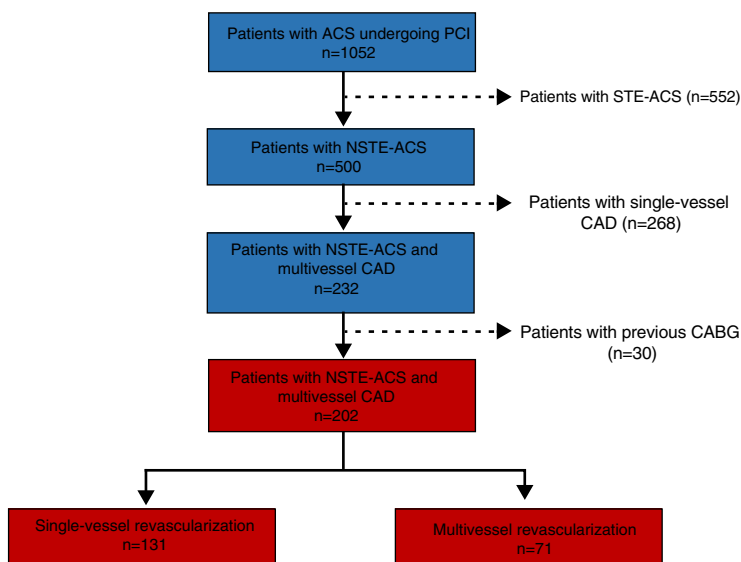 Patients with ACS undergoing PCI
n=1052
Patients with STE-ACS (n=552)
Patients with NSTE-ACS
n=500
Patients with single-vessel
CAD (n=268)
Patients with NSTE-ACS and
multivessel CAD
n=232
Patients with previous CABG
(n=30)
Patients with NSTE-ACS and
multivessel CAD
n=202
Single-vessel revascularization
n=131
Multivessel revascularization
n=71